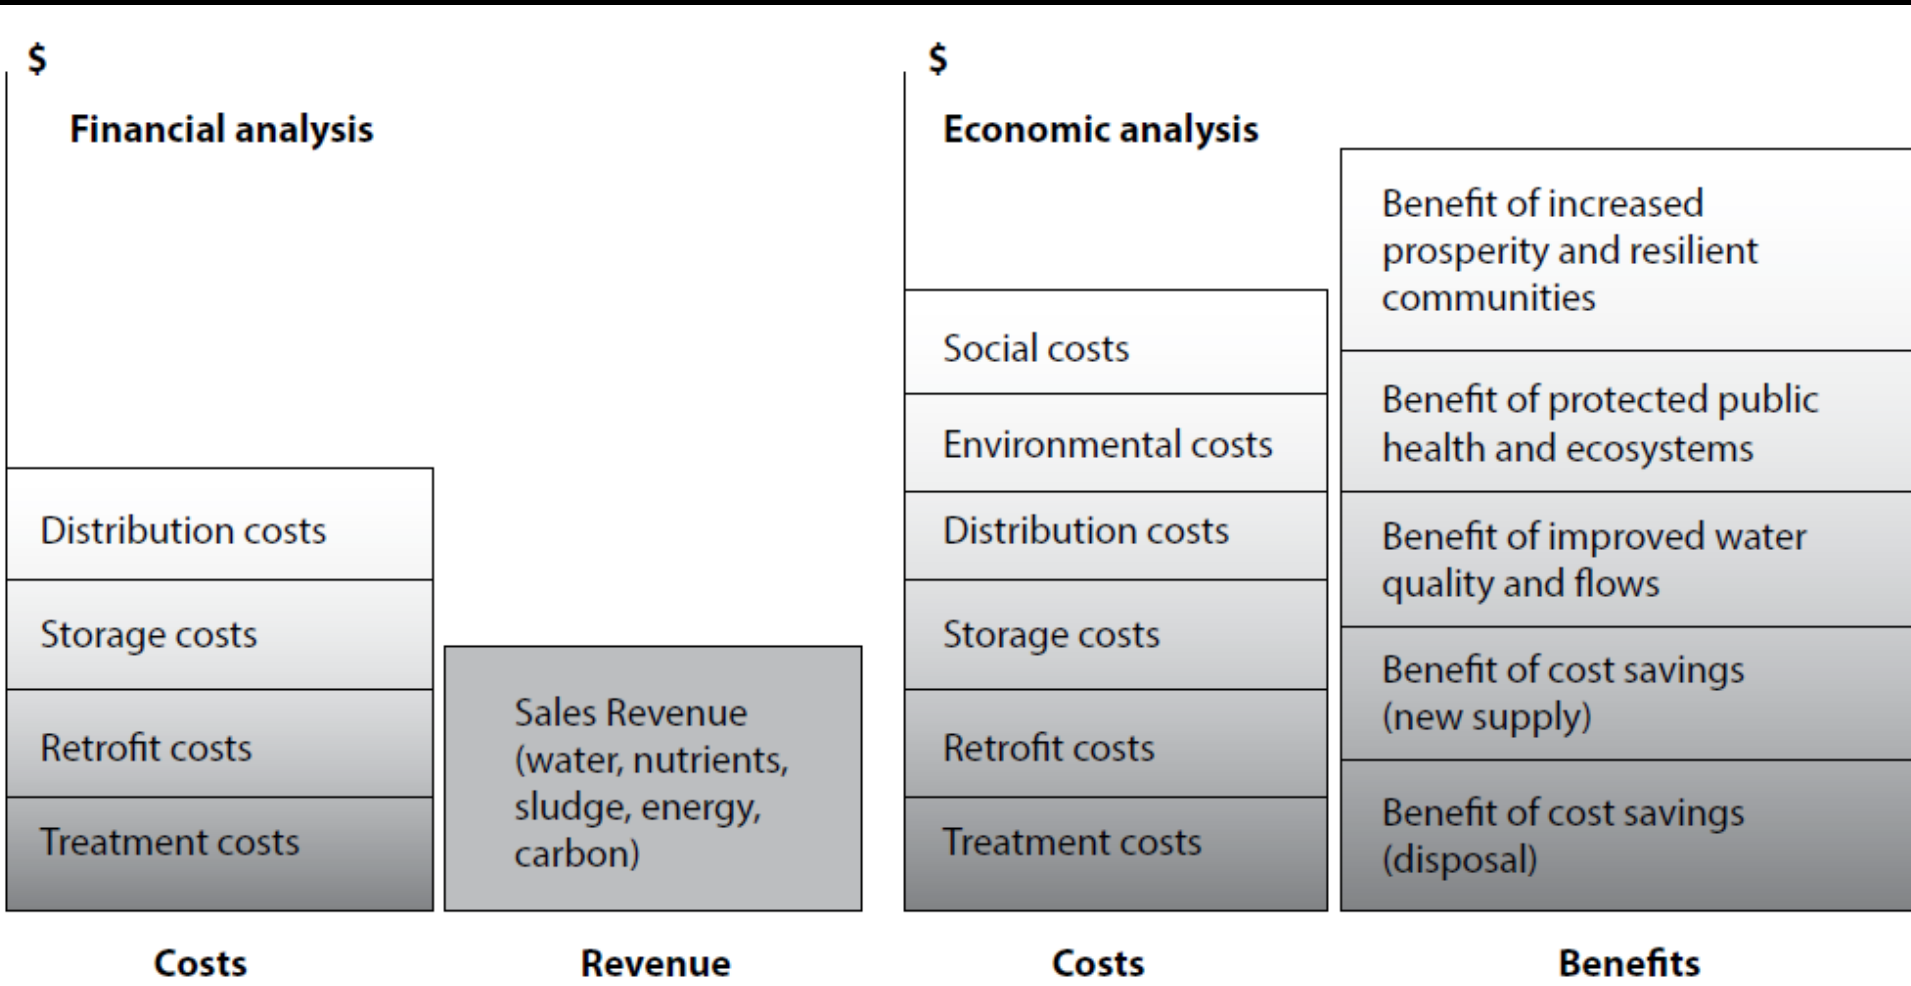 $
Financial analysis
Distribution costs
Storage costs
Retrofit costs
Treatment costs
Costs
Sales Revenue
(water, nutrients,
sludge, energy,
carbon)
Revenue
$
Economic analysis
Social costs
Environmental costs
Distribution costs
Storage costs
Retrofit costs
Treatment costs
Costs
Benefit of increased
prosperity and resilient
communities
Benefit of protected public
health and ecosystems
Benefit of improved water
quality and flows
Benefit of cost savings
(new supply)
Benefit of cost savings
(disposal)
Benefits